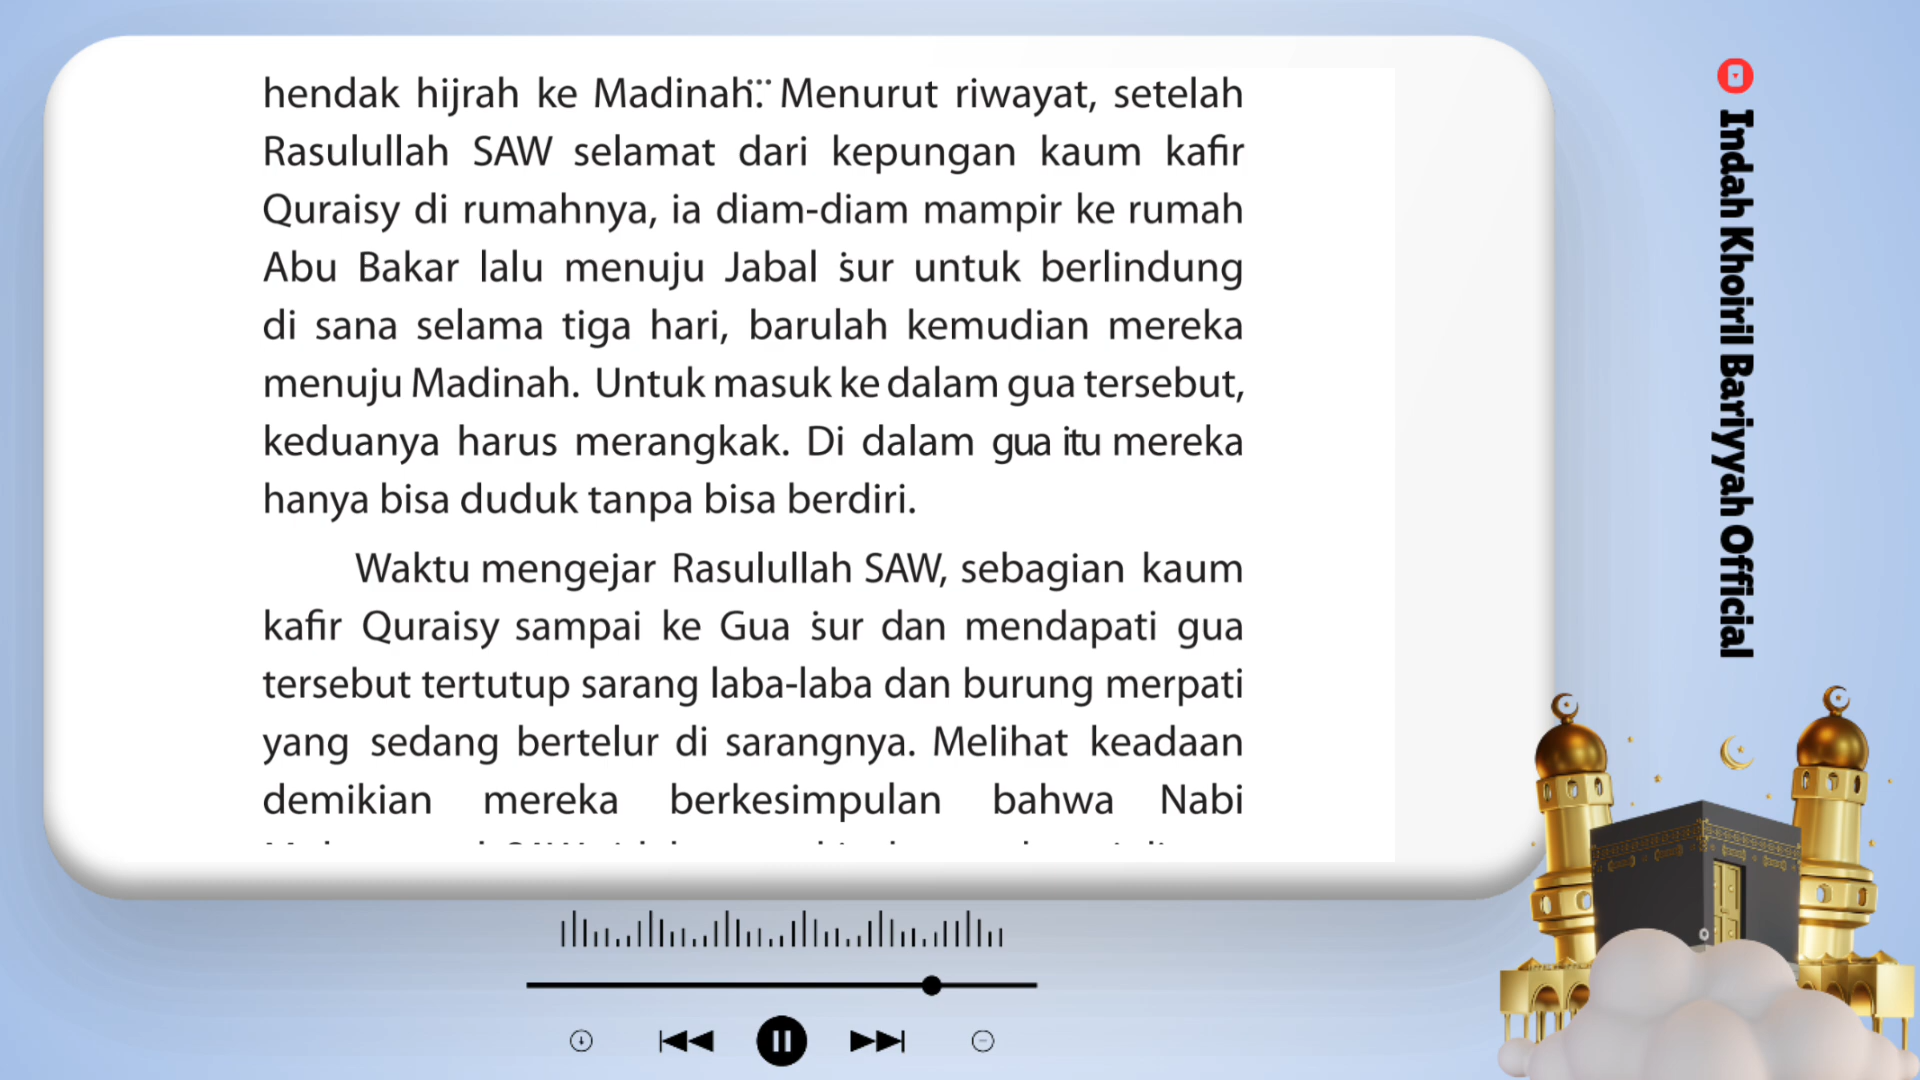 hendak hijrah ke Madinah. Menurut riwayat, setelah
Rasulullah SAW selamat dari kepungan kaum kafir
Quraisy di rumahnya, ia diam-diam mampir ke rumah
Abu Bakar lalu menuju Jabal ṡur untuk berlindung
di sana selama tiga hari, barulah kemudian mereka
menuju Madinah. Untuk masuk ke dalam gua tersebut,
keduanya harus merangkak. Di dalam gua itu mereka
hanya bisa duduk tanpa bisa berdiri.
Waktu mengejar Rasulullah SAW, sebagian kaum
kafir Quraisy sampai ke Gua ṡur dan mendapati gua
tersebut tertutup sarang laba-laba dan burung merpati
yang sedang bertelur di sarangnya. Melihat keadaan
demikian mereka berkesimpulan bahwa Nabi
Indah Khoiril Bariyyah Official